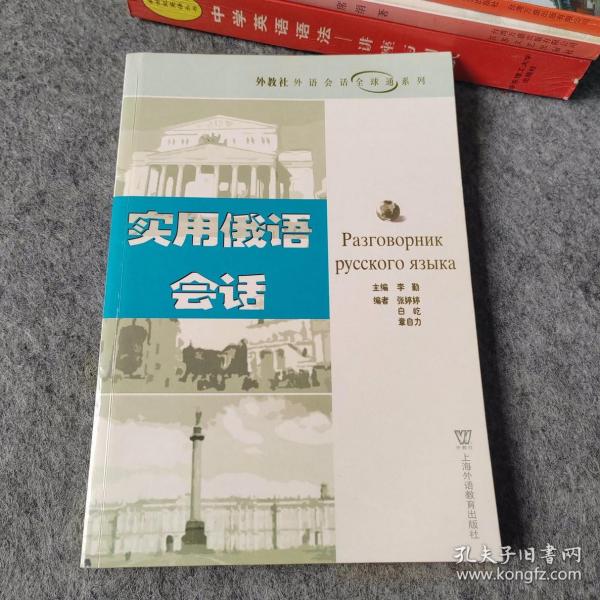 中学英语语法
外教社外语会话全球通系列
实用俄语
会话
Разговорник
русского языка
主编 李勤
编者 张婷婷
白屹
章自力
外教社
上海外语教育出版社
孔夫子旧书网
www.kongfz.com